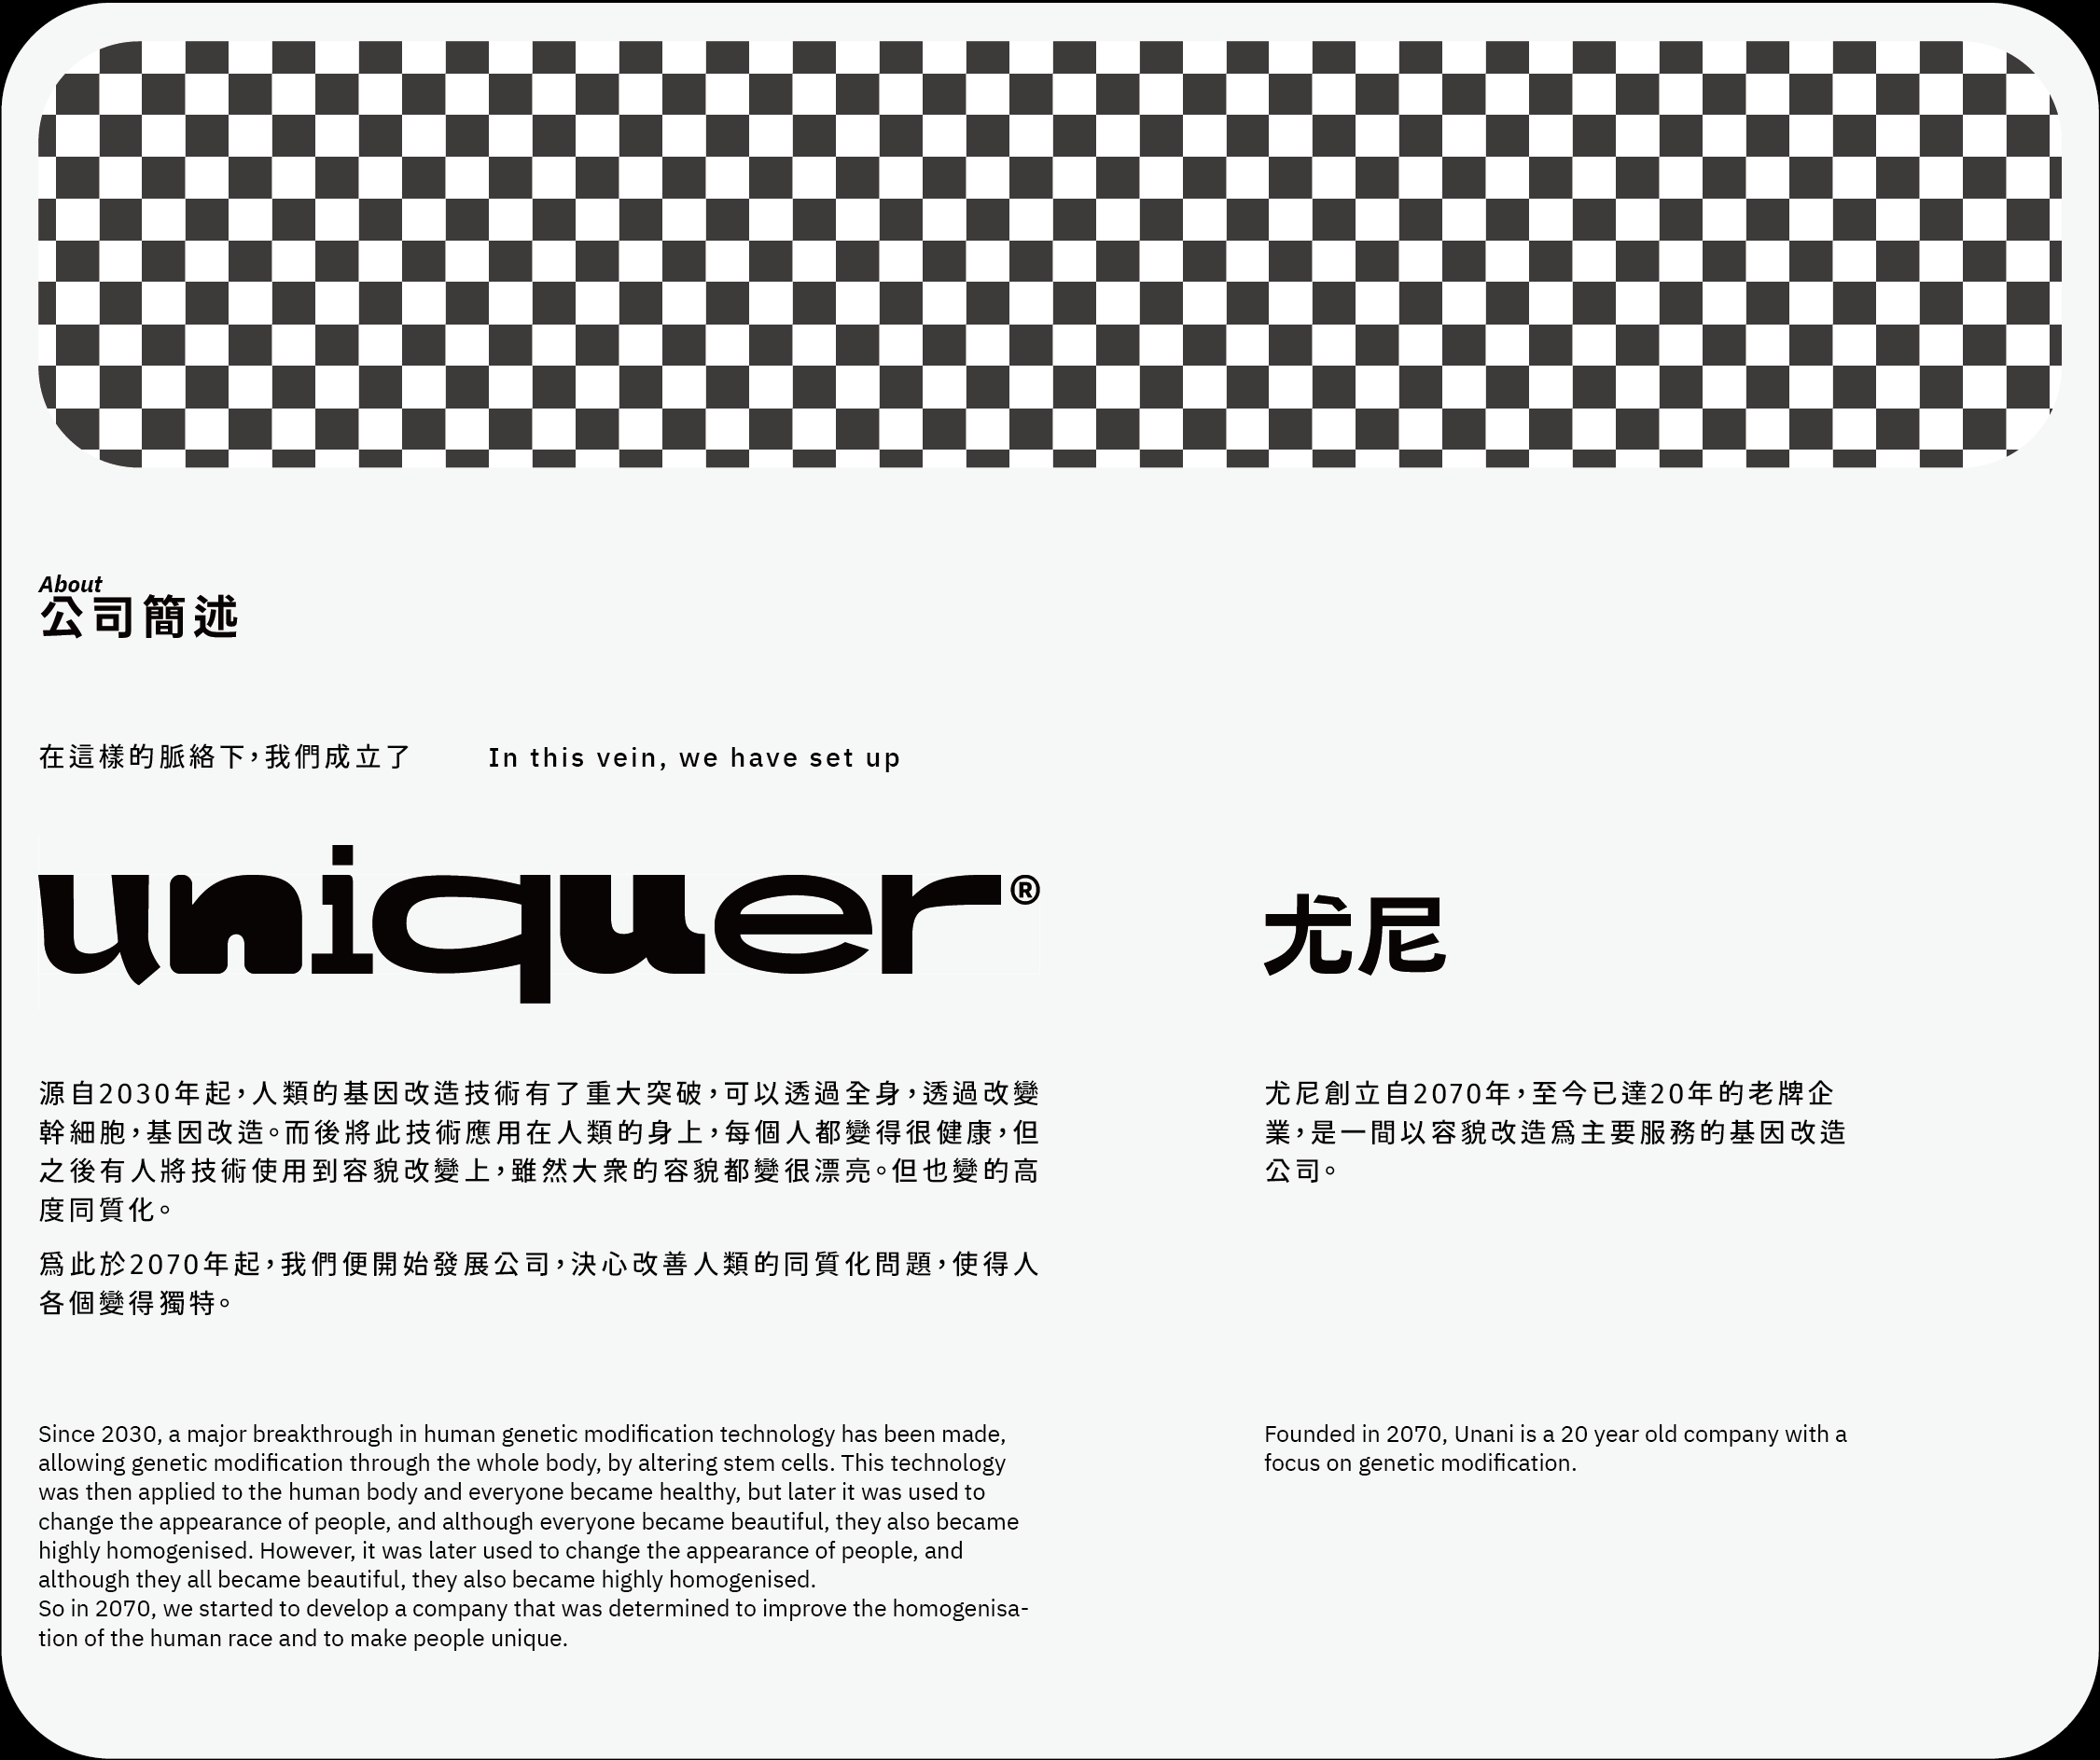 About
公司簡述
在這樣的脈絡下，我們成立了
In this vein, we have set up
uniquer®
尤尼
源自2030年起，人類的基因改造技術有了重大突破，可以透過全身，透過改變
幹細胞，基因改造。而後將此技術應用在人類的身上，每個人都變得很健康，但
之後有人將技術使用到容貌改變上，雖然大衆的容貌都變很漂亮。但也變的高
度同質化。
爲此於2070年起，我們便開始發展公司，決心改善人類的同質化問題，使得人
各個變得獨特。
尤尼創立自2070年，至今已達20年的老牌企
業，是一間以容貌改造爲主要服務的基因改造
公司。
Since 2030, a major breakthrough in human genetic modification technology has been made,
allowing genetic modification through the whole body, by altering stem cells. This technology
was then applied to the human body and everyone became healthy, but later it was used to
change the appearance of people, and although everyone became beautiful, they also became
highly homogenised. However, it was later used to change the appearance of people, and
although they all became beautiful, they also became highly homogenised.
So in 2070, we started to develop a company that was determined to improve the homogenisa-
tion of the human race and to make people unique.
Founded in 2070, Unani is a 20 year old company with a
focus on genetic modification.